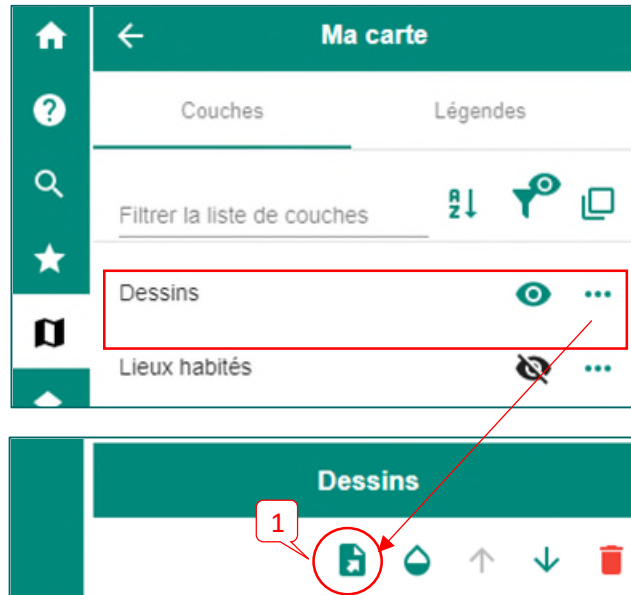 Ma carte
Couches Légendes
Filtrer la liste de couches
Dessins
Lieux habités
Dessins
1